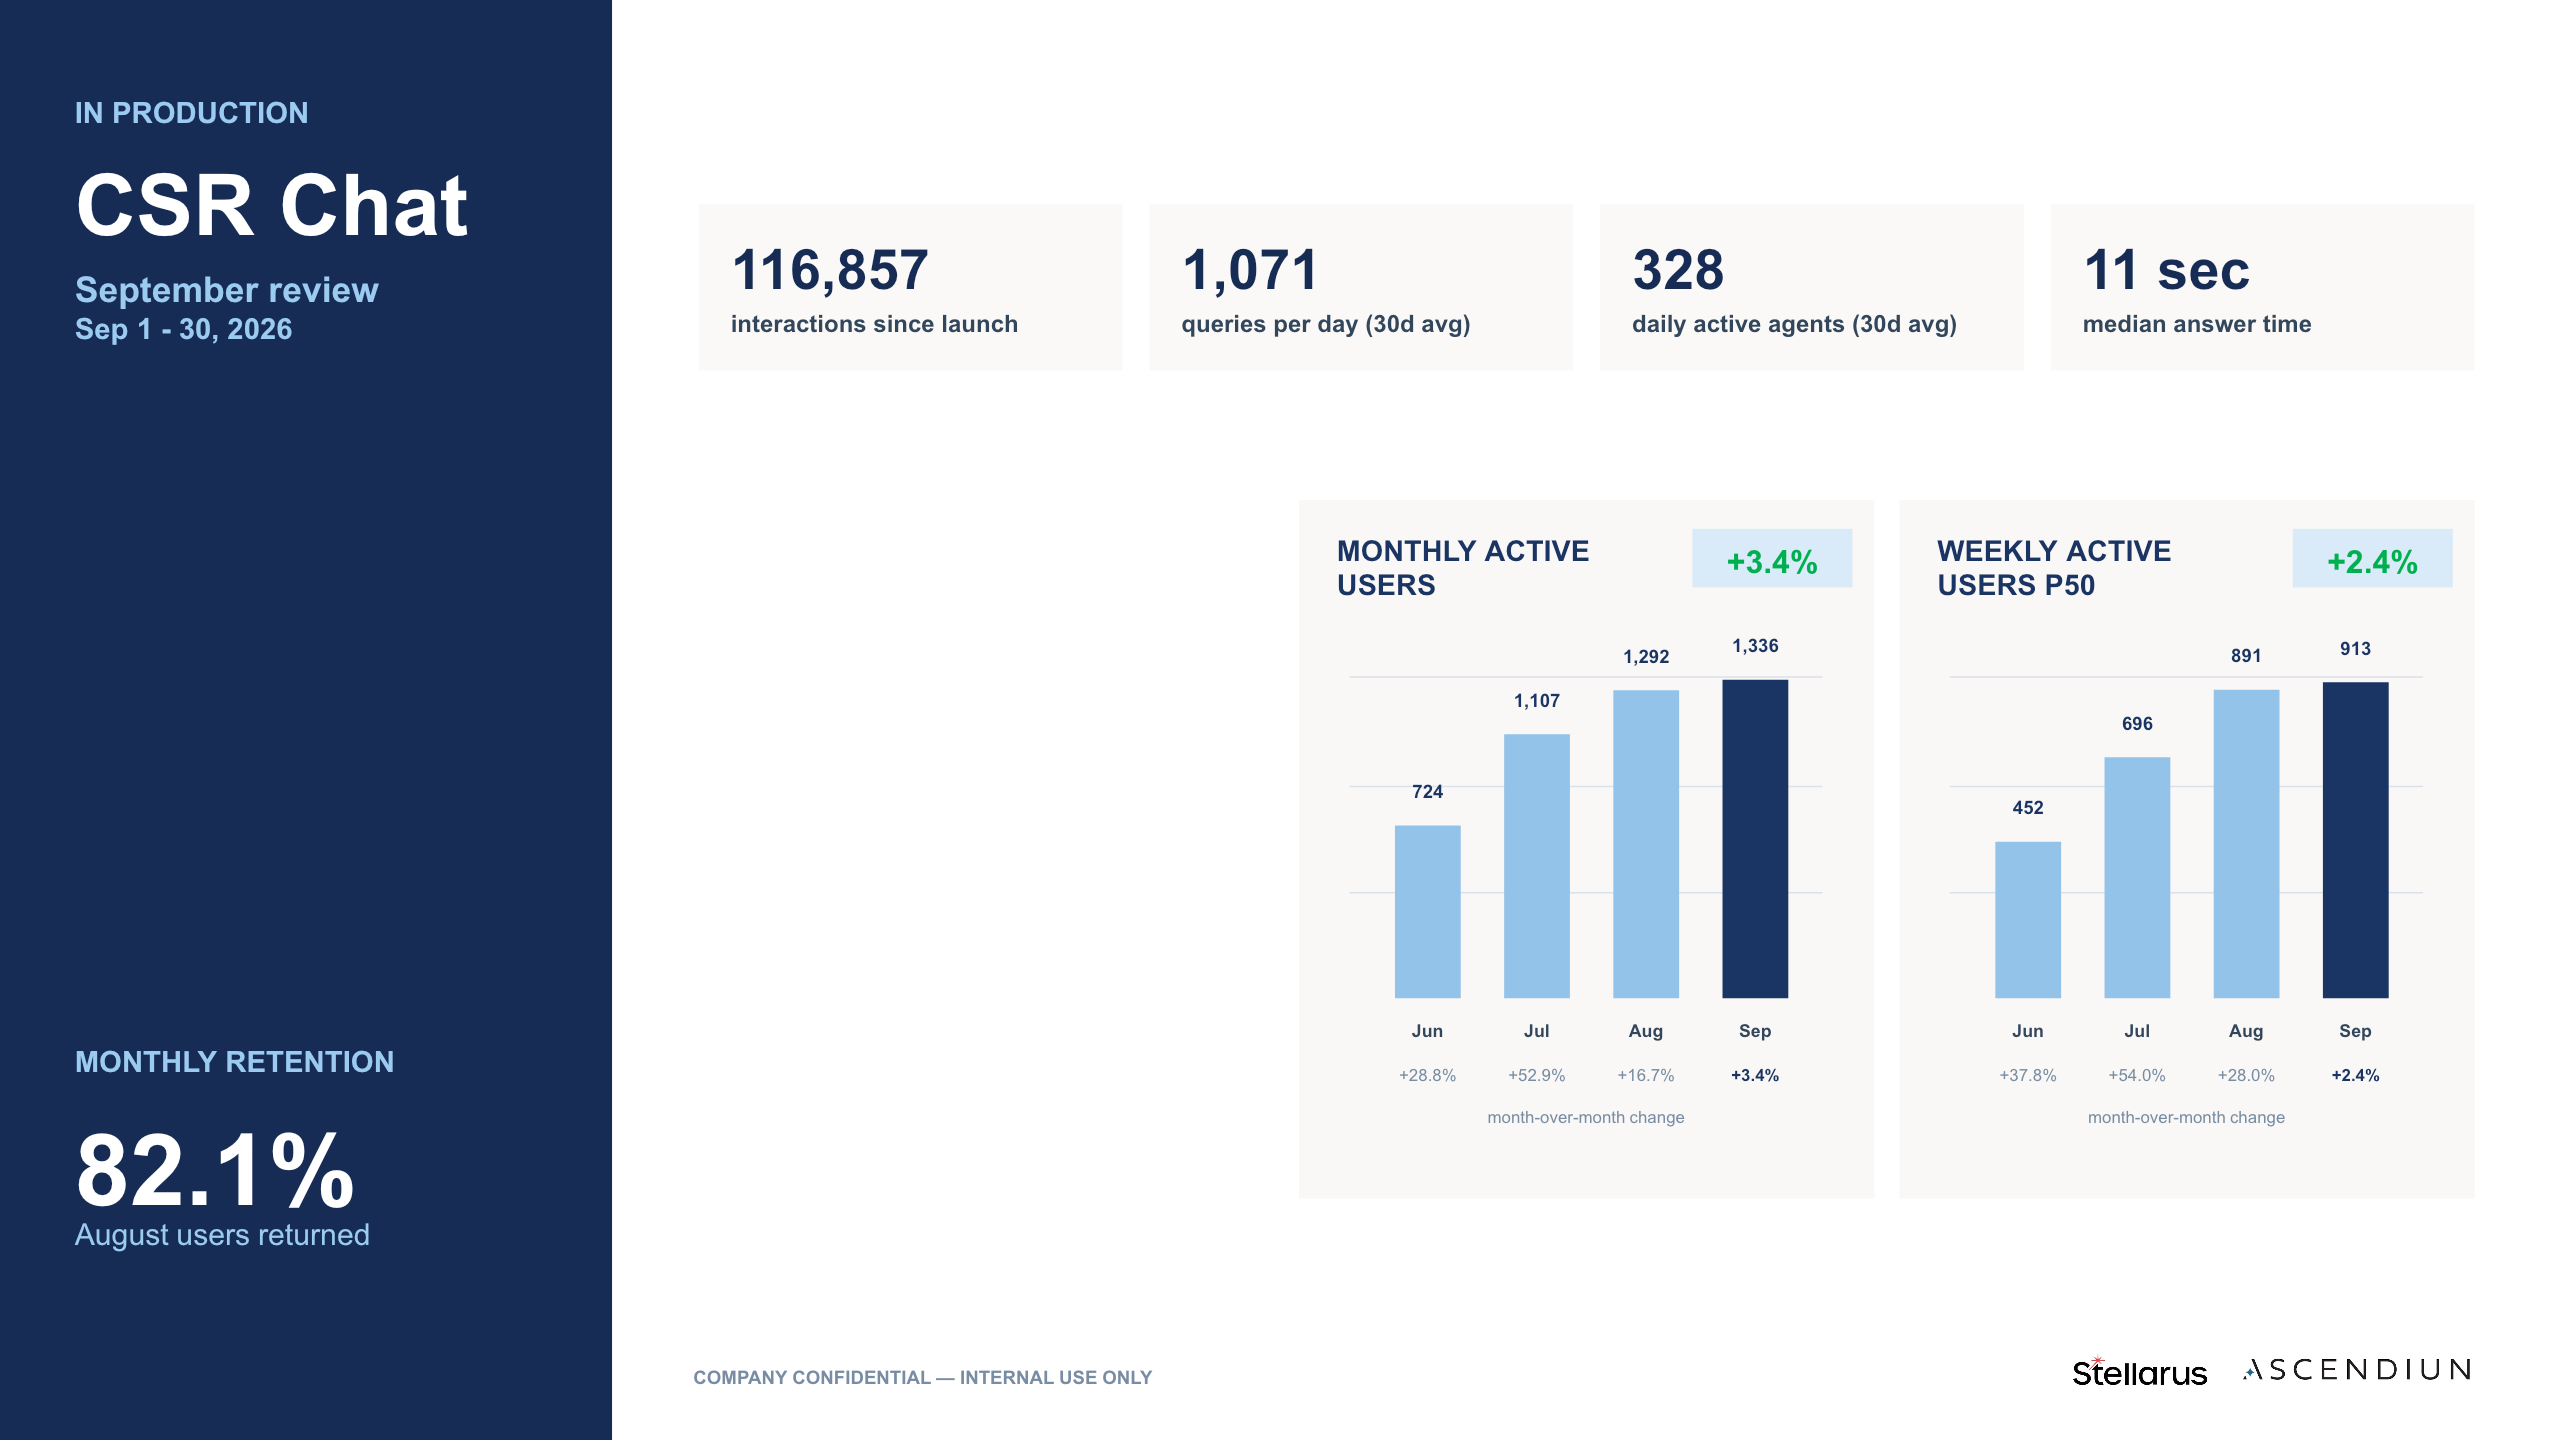 IN PRODUCTION
CSR Chat
September review
Sep 1 - 30, 2026
MONTHLY RETENTION
82.1%
August users returned
116,857
interactions since launch
1,071
queries per day (30d avg)
328
daily active agents (30d avg)
11 sec
median answer time
MONTHLY ACTIVE
USERS
+3.4%
724
1,107
1,292
1,336
Jun Jul Aug Sep
+28.8% +52.9% +16.7% +3.4%
month-over-month change
WEEKLY ACTIVE
USERS P50
+2.4%
452
696
891
913
Jun Jul Aug Sep
+37.8% +54.0% +28.0% +2.4%
month-over-month change
COMPANY CONFIDENTIAL — INTERNAL USE ONLY
Stellarus
ASCENDIUN